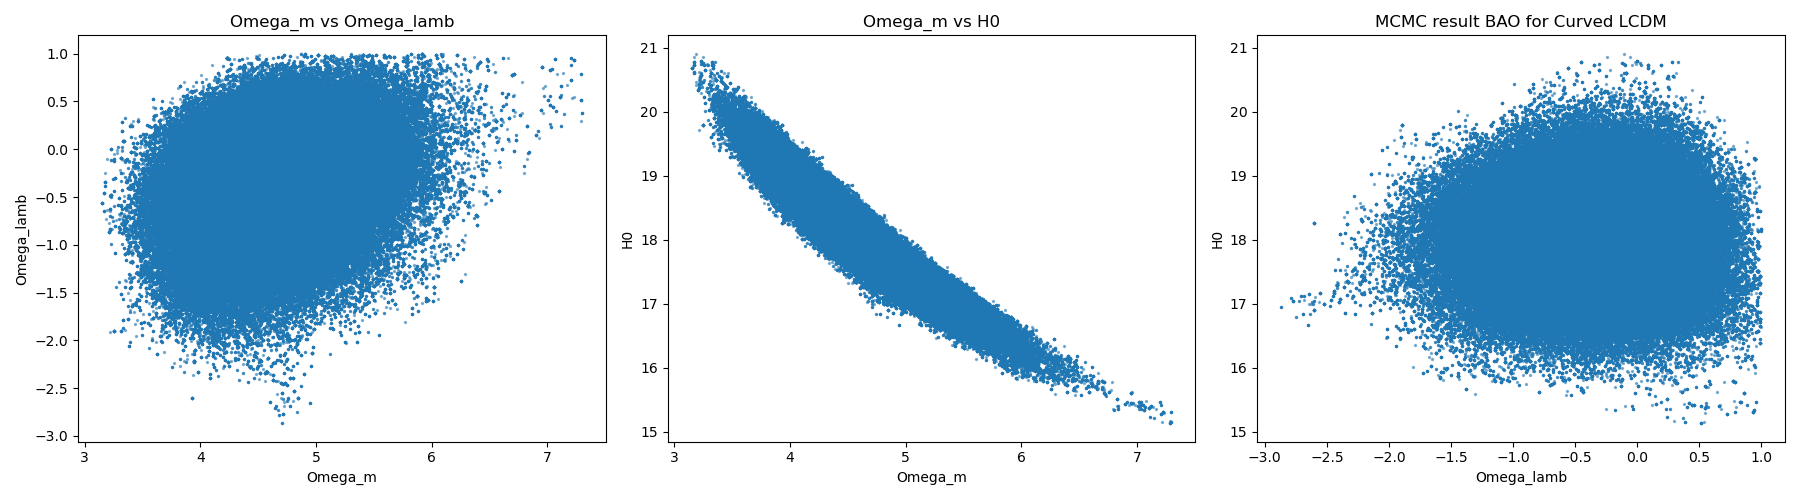 Omega_m vs Omega_lamb
1.0
0.5
0.0
−0.5
−1.0
−1.5
−2.0
−2.5
−3.0
Omega_lamb
3 4 5 6 7
Omega_m
Omega_m vs H0
21
20
19
18
17
16
15
H0
3 4 5 6 7
Omega_m
MCMC result BAO for Curved LCDM
21
20
19
18
17
16
15
H0
−3.0 −2.5 −2.0 −1.5 −1.0 −0.5 0.0 0.5 1.0
Omega_lamb